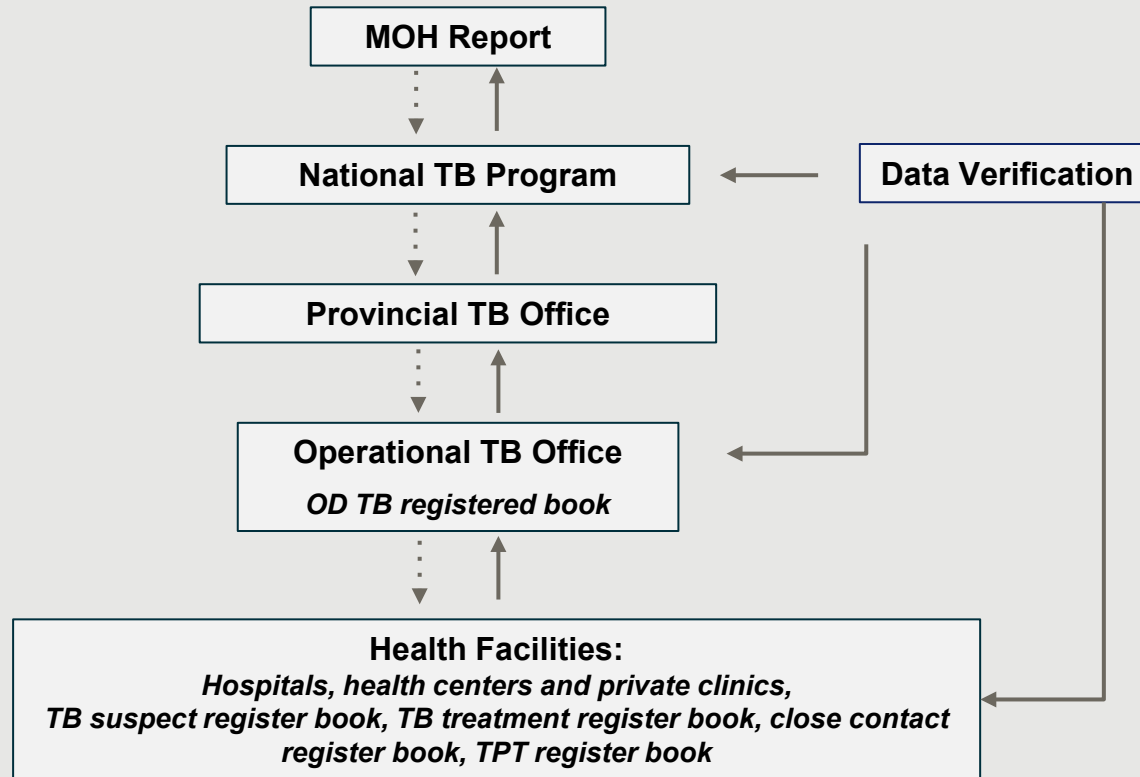 MOH Report
National TB Program
Data Verification
Provincial TB Office
Operational TB Office
OD TB registered book
Health Facilities:
Hospitals, health centers and private clinics,
TB suspect register book, TB treatment register book, close contact
register book, TPT register book